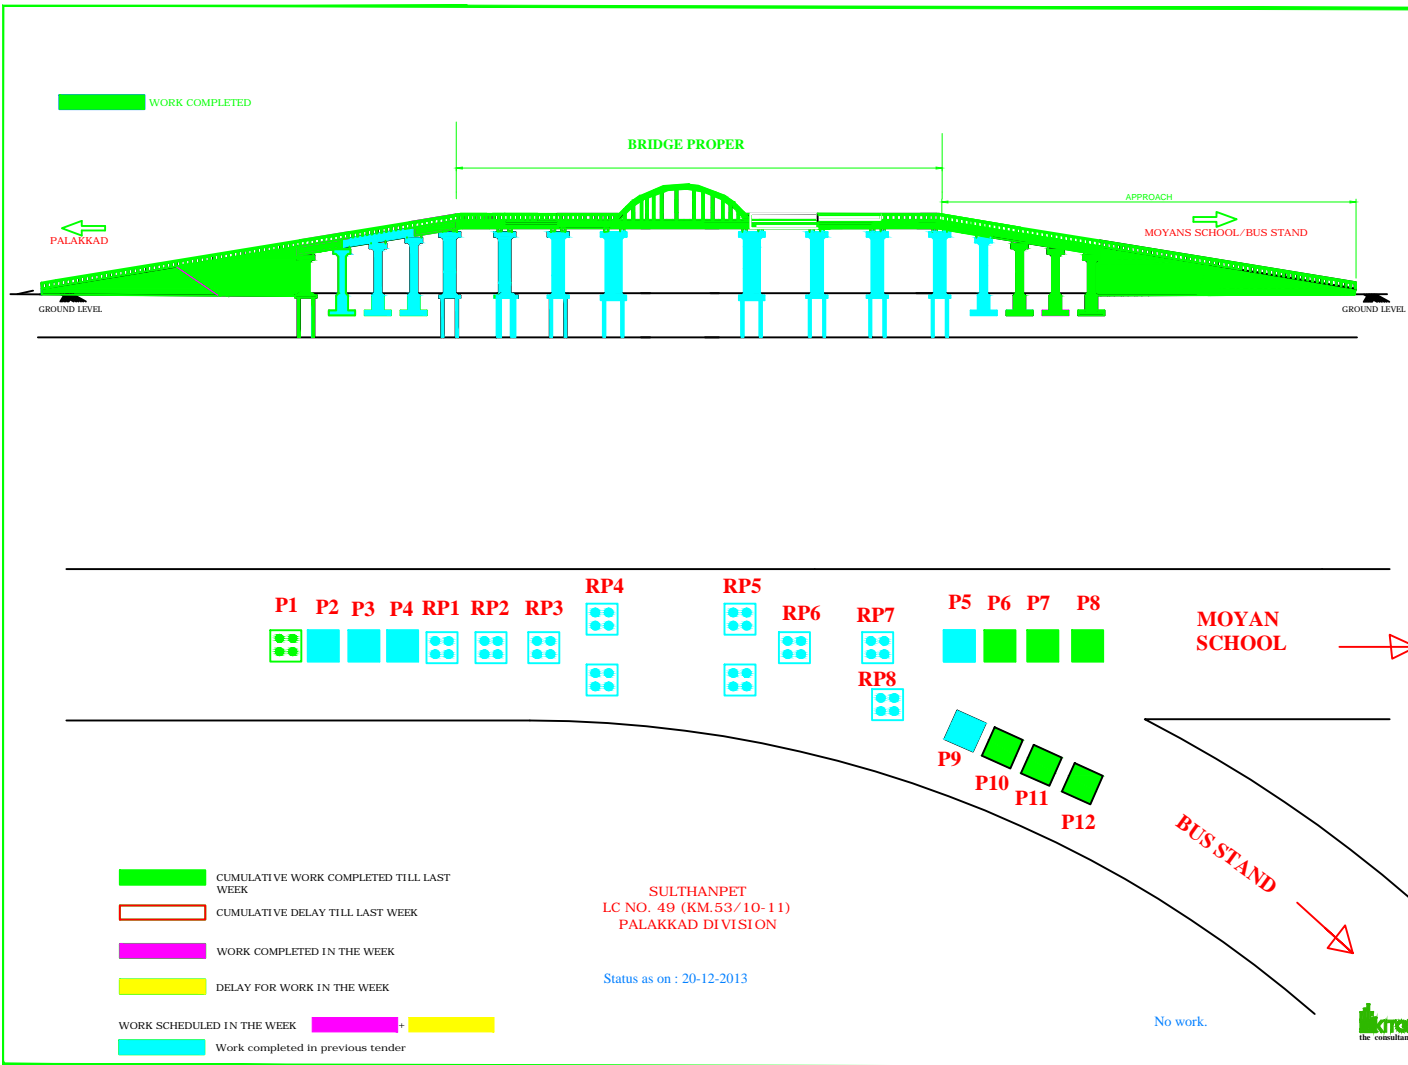 WORK COMPLETED
BRIDGE PROPER
APPROACH
PALAKKAD
MOYANS SCHOOL/BUS STAND
GROUND LEVEL
GROUND LEVEL
P1 P2 P3 P4 RP1 RP2 RP3 RP4 RP5 RP6 RP7 P5 P6 P7 P8
RP8
MOYAN
SCHOOL
P9
P10
P11
P12
BUS STAND
CUMULATIVE WORK COMPLETED TILL LAST
WEEK
CUMULATIVE DELAY TILL LAST WEEK
WORK COMPLETED IN THE WEEK
DELAY FOR WORK IN THE WEEK
WORK SCHEDULED IN THE WEEK +
Work completed in previous tender
SULTHANPET
LC NO. 49 (KM.53/10-11)
PALAKKAD DIVISION
Status as on : 20-12-2013
No work.
the consultan